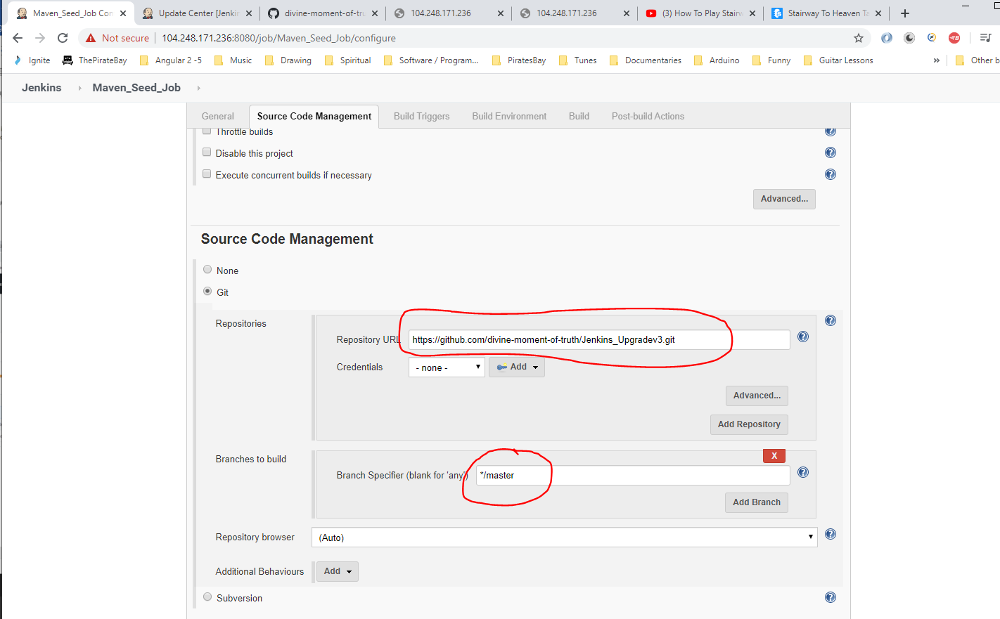 Maven_Seed_Job Con
Update Center [Jenkin
divine-moment-of-tru
104.248.171.236
104.248.171.236
(3) How To Play Stairw
Stairway To Heaven Ta
Not secure 104.248.171.236:8080/job/Maven_Seed_Job/configure
Ignite ThePirateBay Angular 2 -5 Music Drawing Spiritual Software / Program... PiratesBay Tunes Documentaries Arduino Funny Guitar Lessons » Other b
Jenkins Maven_Seed_Job
General Source Code Management Build Triggers Build Environment Build Post-build Actions
Throttle builds
Disable this project
Execute concurrent builds if necessary
Advanced...
Source Code Management
None
Git
Repositories
Repository URL https://github.com/divine-moment-of-truth/Jenkins_Upgradev3.git
Credentials - none - Add
Advanced...
Add Repository
Branches to build
X
Branch Specifier (blank for 'any') */master
Add Branch
Repository browser (Auto)
Additional Behaviours Add
Subversion